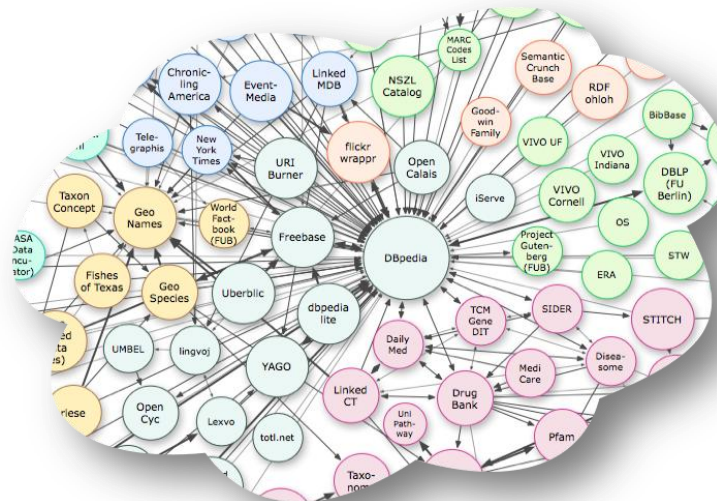 MARC
Codes
List
Chronic-
ling
America
Event-
Media
Linked
MDB
NSZL
Catalog
Semantic
Crunch
Base
RDF
ohloh
Good-
win
Family
BibBase
Tele-
graphis
New
York
Times
URI
Burner
flickr
wrappr
Open
Calais
VIVO UF
VIVO
Indiana
DBLP
(FU
Berlin)
Taxon
Concept
Geo
Names
World
Fact-
book
(FUB)
Freebase
iServe
VIVO
Cornell
OS
DBpedia
Project
Guten-
berg
(FUB)
STW
ERA
ASA
Data
ncu-
ator)
Fishes
of Texas
Geo
Species
Uberblic
dbpedia
lite
TCM
Gene
DIT
SIDER
STITCH
UMBEL
lingvoj
YAGO
Daily
Med
Medi
Care
Disea-
some
Linked
CT
Drug
Bank
Open
Cyc
Lexvo
totl.net
Uni
Path-
way
Pfam
Taxo-
nom